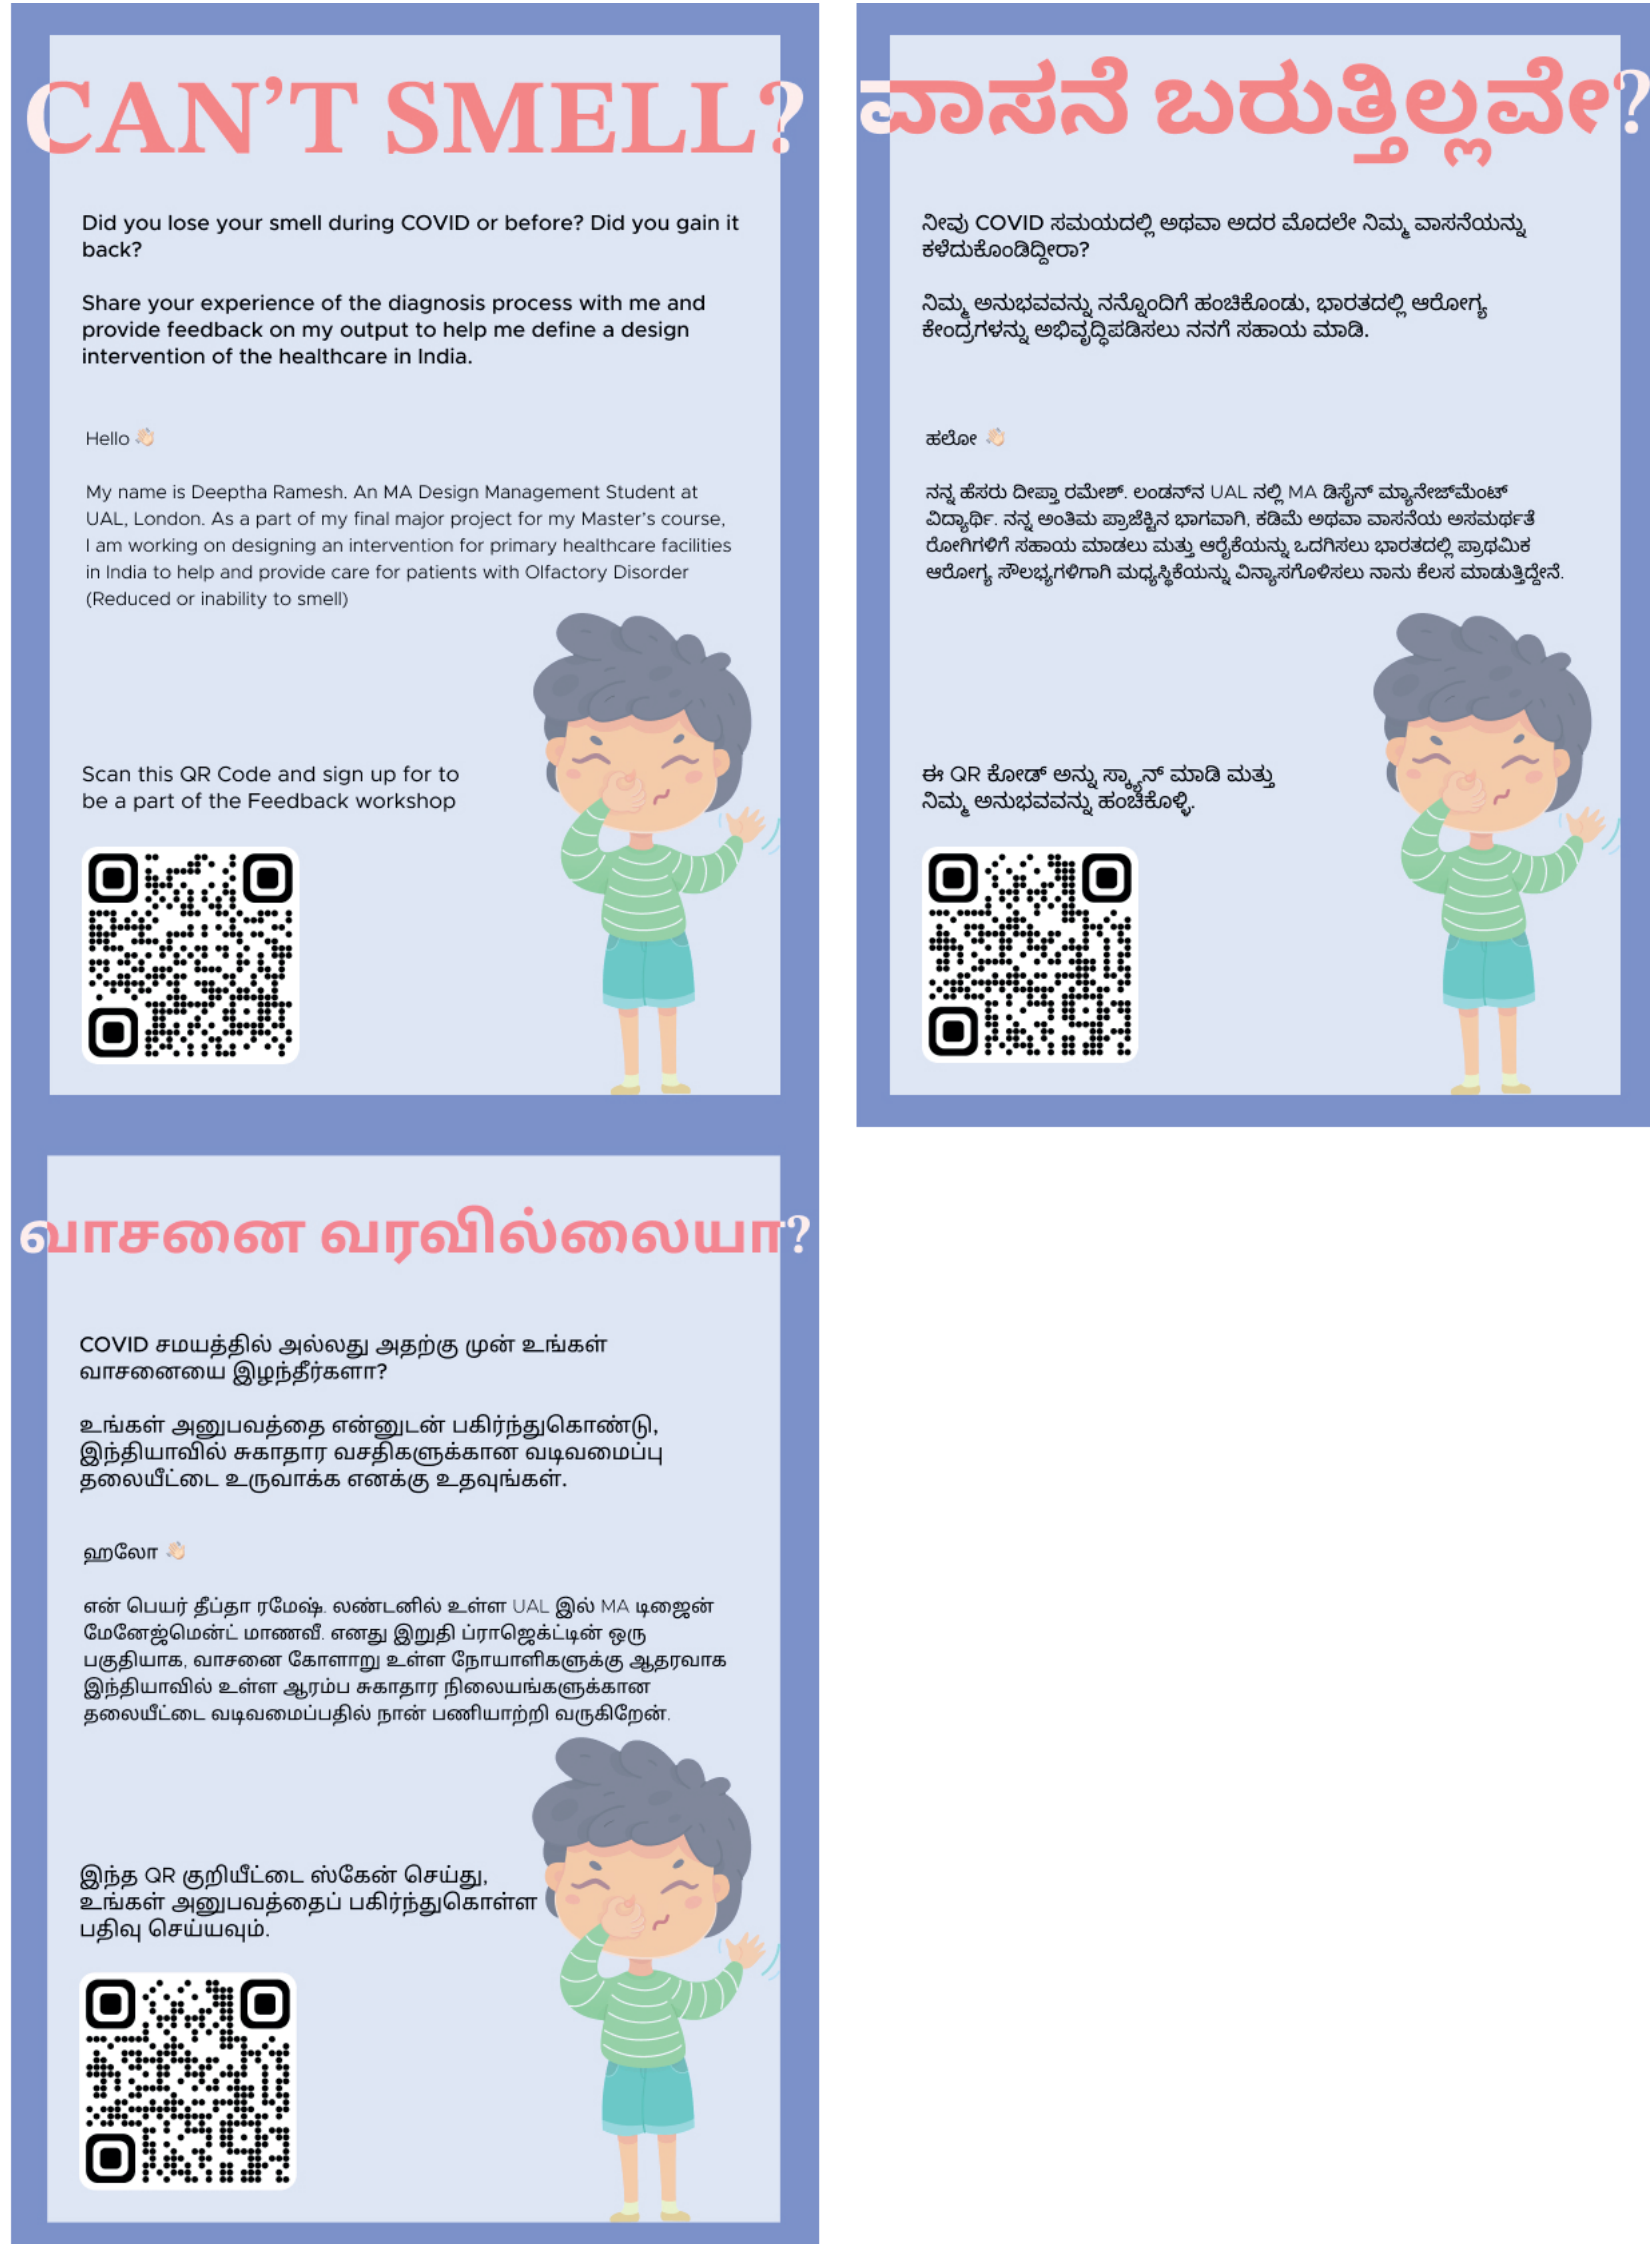 CAN'T SMELL?
Did you lose your smell during COVID or before? Did you gain it
back?
Share your experience of the diagnosis process with me and
provide feedback on my output to help me define a design
intervention of the healthcare in India.
Hello 👋🏻
My name is Deeptha Ramesh. An MA Design Management Student at
UAL, London. As a part of my final major project for my Master's course,
I am working on designing an intervention for primary healthcare facilities
in India to help and provide care for patients with Olfactory Disorder
(Reduced or inability to smell)
Scan this QR Code and sign up for to
be a part of the Feedback workshop
ವಾಸನೆ ಬರುತ್ತಿಲ್ಲವೇ?
ನೀವು COVID ಸಮಯದಲ್ಲಿ ಅಥವಾ ಅದರ ಮೊದಲೇ ನಿಮ್ಮ ವಾಸನೆಯನ್ನು
ಕಳೆದುಕೊಂಡಿದ್ದೀರಾ?
ನಿಮ್ಮ ಅನುಭವವನ್ನು ನನ್ನೊಂದಿಗೆ ಹಂಚಿಕೊಂಡು, ಭಾರತದಲ್ಲಿ ಆರೋಗ್ಯ
ಕೇಂದ್ರಗಳನ್ನು ಅಭಿವೃದ್ಧಿಪಡಿಸಲು ನನಗೆ ಸಹಾಯ ಮಾಡಿ.
ಹಲೋ 👋🏻
ನನ್ನ ಹೆಸರು ದೀಪ್ತಾ ರಮೇಶ್. ಲಂಡನ್‌ನ UAL ನಲ್ಲಿ MA ಡಿಸೈನ್ ಮ್ಯಾನೇಜ್‌ಮೆಂಟ್
ವಿದ್ಯಾರ್ಥಿ. ನನ್ನ ಅಂತಿಮ ಪ್ರಾಜೆಕ್ಟಿನ ಭಾಗವಾಗಿ, ಕಡಿಮೆ ಅಥವಾ ವಾಸನೆಯ ಅಸಮರ್ಥತೆ
ರೋಗಿಗಳಿಗೆ ಸಹಾಯ ಮಾಡಲು ಮತ್ತು ಆರೈಕೆಯನ್ನು ಒದಗಿಸಲು ಭಾರತದಲ್ಲಿ ಪ್ರಾಥಮಿಕ
ಆರೋಗ್ಯ ಸೌಲಭ್ಯಗಳಿಗಾಗಿ ಮಧ್ಯಸ್ಥಿಕೆಯನ್ನು ವಿನ್ಯಾಸಗೊಳಿಸಲು ನಾನು ಕೆಲಸ ಮಾಡುತ್ತಿದ್ದೇನೆ.
ಈ QR ಕೋಡ್ ಅನ್ನು ಸ್ಕ್ಯಾನ್ ಮಾಡಿ ಮತ್ತು
ನಿಮ್ಮ ಅನುಭವವನ್ನು ಹಂಚಿಕೊಳ್ಳಿ.
வாசனை வரவில்லையா?
COVID சமயத்தில் அல்லது அதற்கு முன் உங்கள்
வாசனையை இழந்தீர்களா?
உங்கள் அனுபவத்தை என்னுடன் பகிர்ந்துகொண்டு,
இந்தியாவில் சுகாதார வசதிகளுக்கான வடிவமைப்பு
தலையீட்டை உருவாக்க எனக்கு உதவுங்கள்.
ஹலோ 👋🏻
என் பெயர் தீப்தா ரமேஷ். லண்டனில் உள்ள UAL இல் MA டிஜைன்
மேனேஜ்மென்ட் மாணவீ. எனது இறுதி ப்ராஜெக்ட்டின் ஒரு
பகுதியாக, வாசனை கோளாறு உள்ள நோயாளிகளுக்கு ஆதரவாக
இந்தியாவில் உள்ள ஆரம்ப சுகாதார நிலையங்களுக்கான
தலையீட்டை வடிவமைப்பதில் நான் பணியாற்றி வருகிறேன்.
இந்த QR குறியீட்டை ஸ்கேன் செய்து,
உங்கள் அனுபவத்தைப் பகிர்ந்துகொள்ள
பதிவு செய்யவும்.